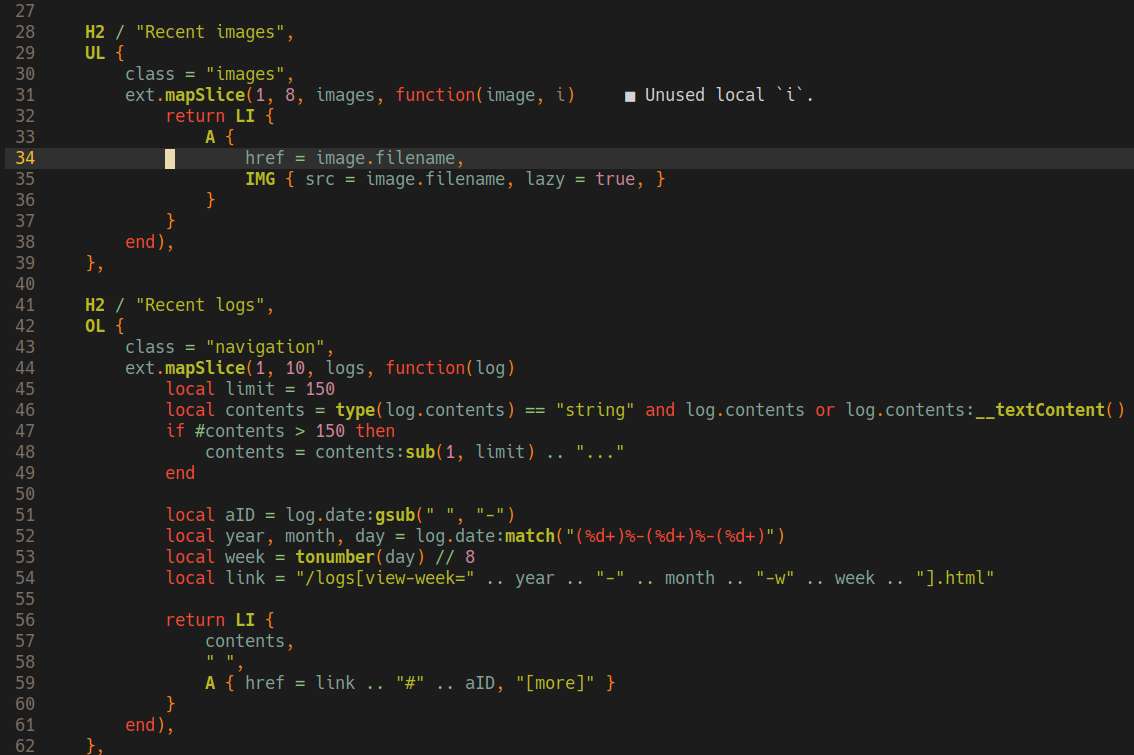 27
28     H2 / "Recent images",
29     UL {
30         class = "images",
31         ext.mapSlice(1, 8, images, function(image, i)     ■ Unused local `i`.
32             return LI {
33                 A {
34                     href = image.filename,
35                     IMG { src = image.filename, lazy = true, }
36                 }
37             }
38         end),
39     },
40
41     H2 / "Recent logs",
42     OL {
43         class = "navigation",
44         ext.mapSlice(1, 10, logs, function(log)
45             local limit = 150
46             local contents = type(log.contents) == "string" and log.contents or log.contents:__textContent()
47             if #contents > 150 then
48                 contents = contents:sub(1, limit) .. "..."
49             end
50
51             local aID = log.date:gsub(" ", "-")
52             local year, month, day = log.date:match("(%d+)%-(%d+)%-(%d+)")
53             local week = tonumber(day) // 8
54             local link = "/logs[view-week=" .. year .. "-" .. month .. "-w" .. week .. "].html"
55
56             return LI {
57                 contents,
58                 " ",
59                 A { href = link .. "#" .. aID, "[more]" }
60             }
61         end),
62     },